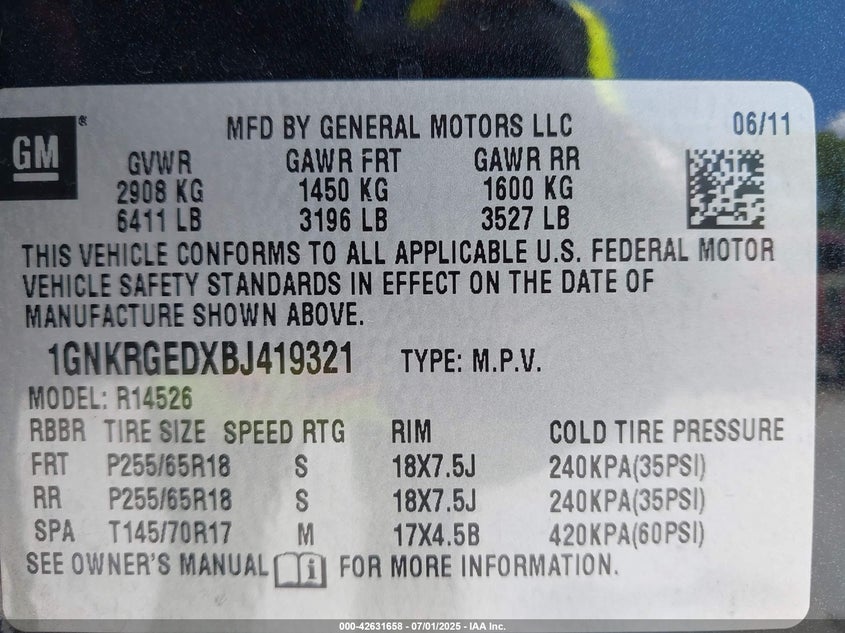 GM®
MFD BY GENERAL MOTORS LLC 06/11
GVWR GAWR FRT GAWR RR
2908 KG 1450 KG 1600 KG
6411 LB 3196 LB 3527 LB
THIS VEHICLE CONFORMS TO ALL APPLICABLE U.S. FEDERAL MOTOR
VEHICLE SAFETY STANDARDS IN EFFECT ON THE DATE OF
MANUFACTURE SHOWN ABOVE.
1GNKRGEDXBJ419321 TYPE: M.P.V.
MODEL: R14526
RBBR TIRE SIZE SPEED RTG RIM COLD TIRE PRESSURE
FRT P255/65R18 S 18X7.5J 240KPA(35PSI)
RR P255/65R18 S 18X7.5J 240KPA(35PSI)
SPA T145/70R17 M 17X4.5B 420KPA(60PSI)
SEE OWNER'S MANUAL i FOR MORE INFORMATION.
000-42631658 - 07/01/2025 - IAA Inc.